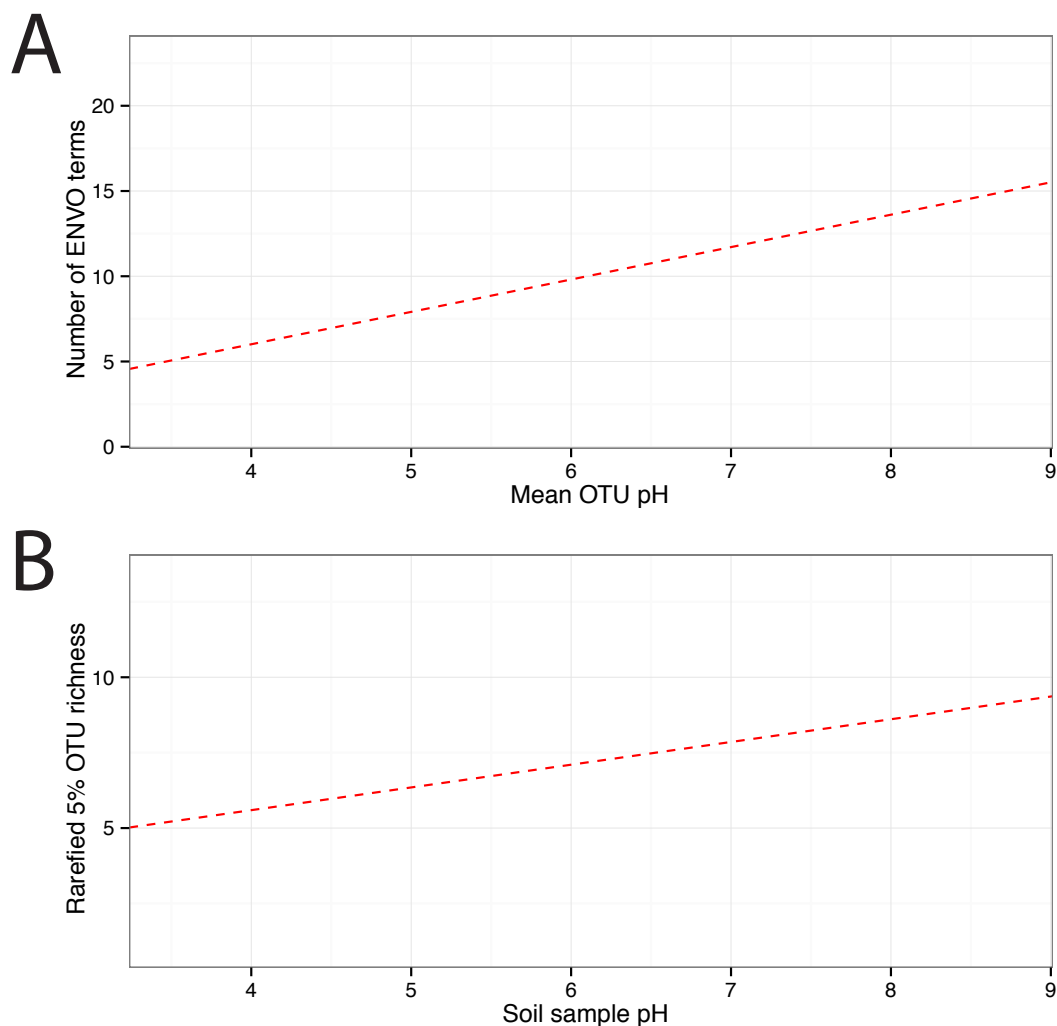 A
Number of ENVO terms
20
15
10
5
0
4 5 6 7 8 9
Mean OTU pH
B
Rarefied 5% OTU richness
10
5
4 5 6 7 8 9
Soil sample pH